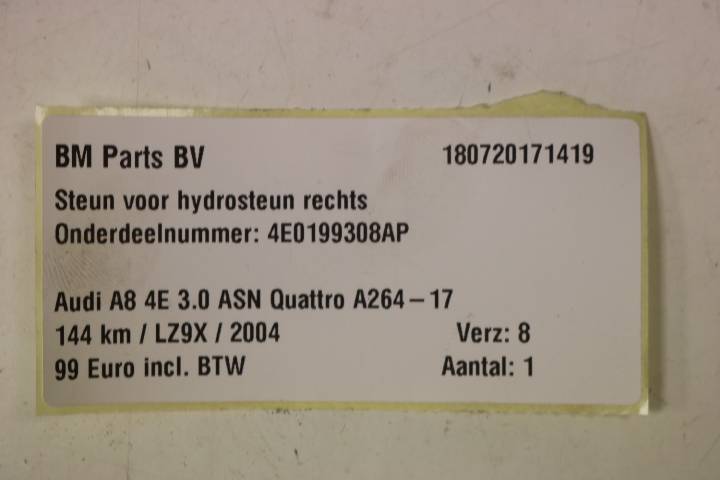 BM Parts BV 180720171419
Steun voor hydrosteun rechts
Onderdeelnummer: 4E0199308AP
Audi A8 4E 3.0 ASN Quattro A264-17
144 km / LZ9X / 2004 Verz: 8
99 Euro incl. BTW Aantal: 1